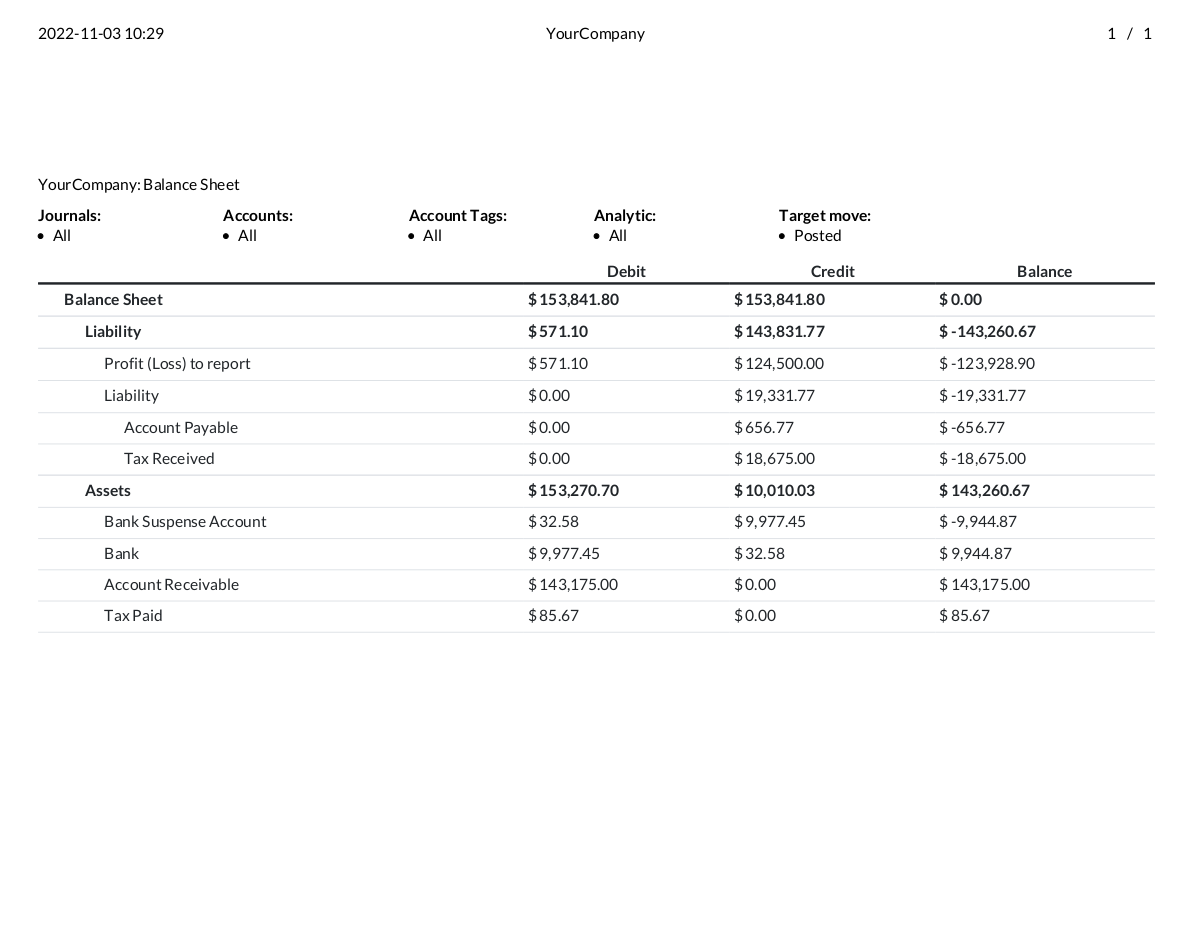 2022-11-03 10:29 YourCompany 1 / 1
YourCompany: Balance Sheet
Journals: Accounts: Account Tags: Analytic: Target move:
• All • All • All • All • Posted
Debit Credit Balance
Balance Sheet $ 153,841.80 $ 153,841.80 $ 0.00
Liability $ 571.10 $ 143,831.77 $ -143,260.67
Profit (Loss) to report $ 571.10 $ 124,500.00 $ -123,928.90
Liability $ 0.00 $ 19,331.77 $ -19,331.77
Account Payable $ 0.00 $ 656.77 $ -656.77
Tax Received $ 0.00 $ 18,675.00 $ -18,675.00
Assets $ 153,270.70 $ 10,010.03 $ 143,260.67
Bank Suspense Account $ 32.58 $ 9,977.45 $ -9,944.87
Bank $ 9,977.45 $ 32.58 $ 9,944.87
Account Receivable $ 143,175.00 $ 0.00 $ 143,175.00
Tax Paid $ 85.67 $ 0.00 $ 85.67